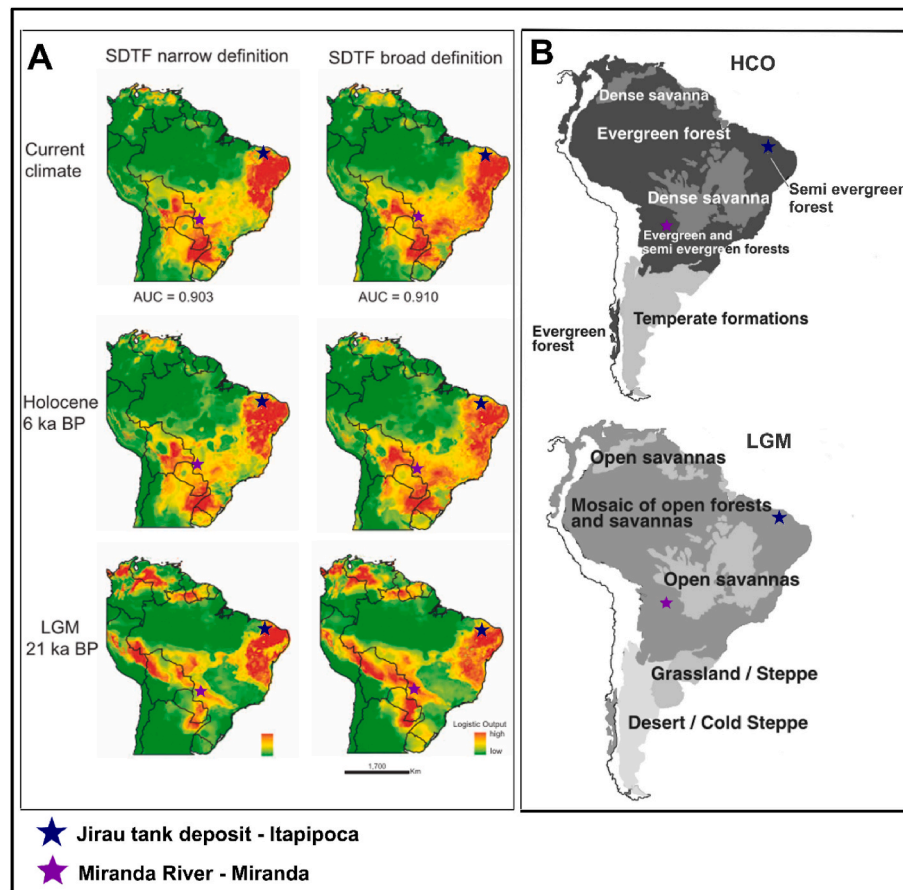 A
SDTF narrow definition
SDTF broad definition
Current
climate
AUC = 0.903
AUC = 0.910
Holocene
6 ka BP
LGM
21 ka BP
Logistic Output
high
low
1,700
Km
B
HCO
Dense savanna
Evergreen forest
Dense savanna
Semi evergreen
forest
Evergreen and
semi evergreen forests
Temperate formations
Evergreen
forest
LGM
Open savannas
Mosaic of open forests
and savannas
Open savannas
Grassland / Steppe
Desert / Cold Steppe
Jirau tank deposit - Itapipoca
Miranda River - Miranda